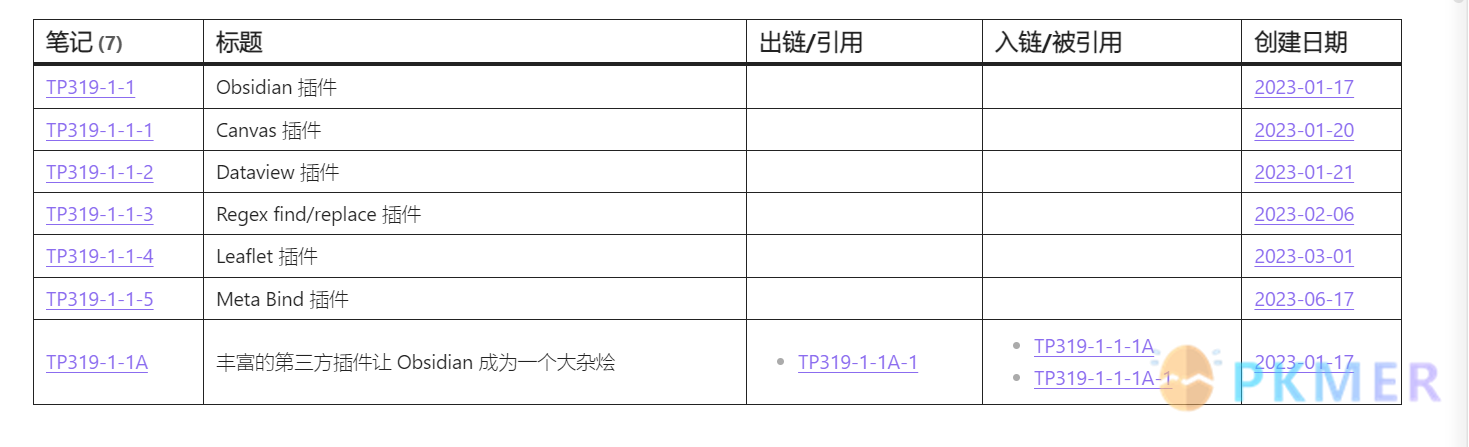 笔记 (7) 标题 出链/引用 入链/被引用 创建日期
TP319-1-1 Obsidian 插件 2023-01-17
TP319-1-1-1 Canvas 插件 2023-01-20
TP319-1-1-2 Dataview 插件 2023-01-21
TP319-1-1-3 Regex find/replace 插件 2023-02-06
TP319-1-1-4 Leaflet 插件 2023-03-01
TP319-1-1-5 Meta Bind 插件 2023-06-17
TP319-1-1A 丰富的第三方插件让 Obsidian 成为一个大杂烩 TP319-1-1A-1 TP319-1-1-1A 2023-01-17
TP319-1-1-1A-1
PKMER